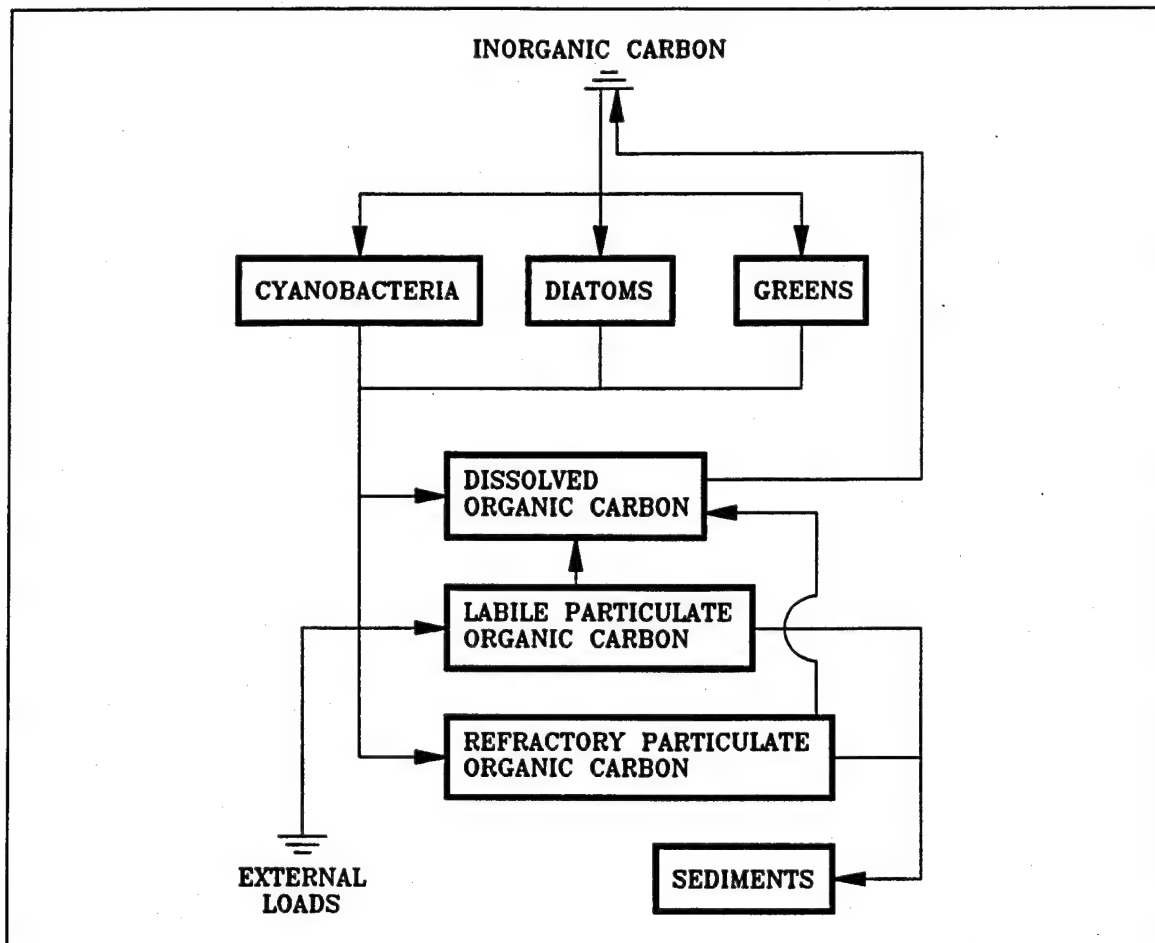 INORGANIC CARBON
CYANOBACTERIA
DIATOMS
GREENS
DISSOLVED
ORGANIC CARBON
LABILE PARTICULATE
ORGANIC CARBON
REFRACTORY PARTICULATE
ORGANIC CARBON
SEDIMENTS
EXTERNAL
LOADS